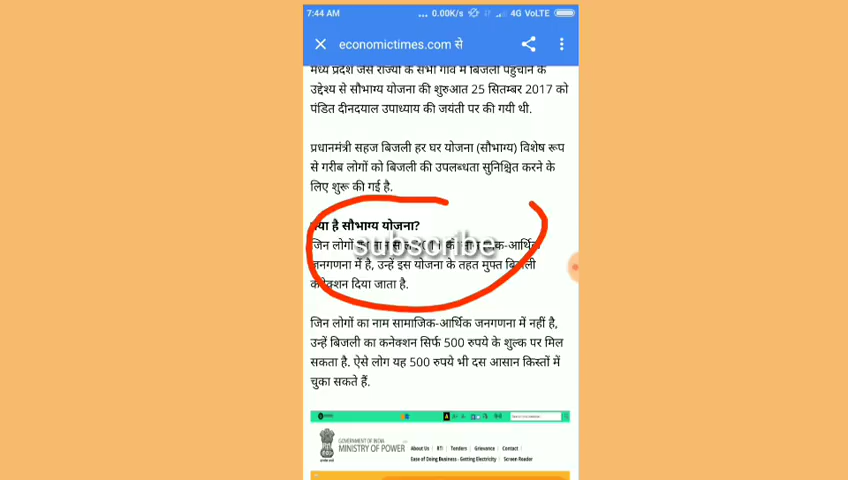 7:44 AM ... 0.00K/s 4G VoLTE
economictimes.com से
मध्य प्रदेश जैसे राज्यों के सभी गांव में बिजली पहुंचाने के
उद्देश्य से सौभाग्य योजना की शुरुआत 25 सितम्बर 2017 को
पंडित दीनदयाल उपाध्याय की जयंती पर की गयी थी.
प्रधानमंत्री सहज बिजली हर घर योजना (सौभाग्य) विशेष रूप
से गरीब लोगों को बिजली की उपलब्धता सुनिश्चित करने के
लिए शुरू की गई है.
क्या है सौभाग्य योजना?
जिन लोगों
subscribe
जनगणना में है, उन्हें इस योजना के तहत मुफ्त बिजली
कनेक्शन दिया जाता है.
जिन लोगों का नाम सामाजिक-आर्थिक जनगणना में नहीं है,
उन्हें बिजली का कनेक्शन सिर्फ 500 रुपये के शुल्क पर मिल
सकता है. ऐसे लोग यह 500 रुपये भी दस आसान किस्तों में
चुका सकते हैं.
GOVERNMENT OF INDIA
MINISTRY OF POWER
About Us | RTI | Tenders | Grievance | Contact |
Ease of Doing Business - Getting Electricity | Screen Reader